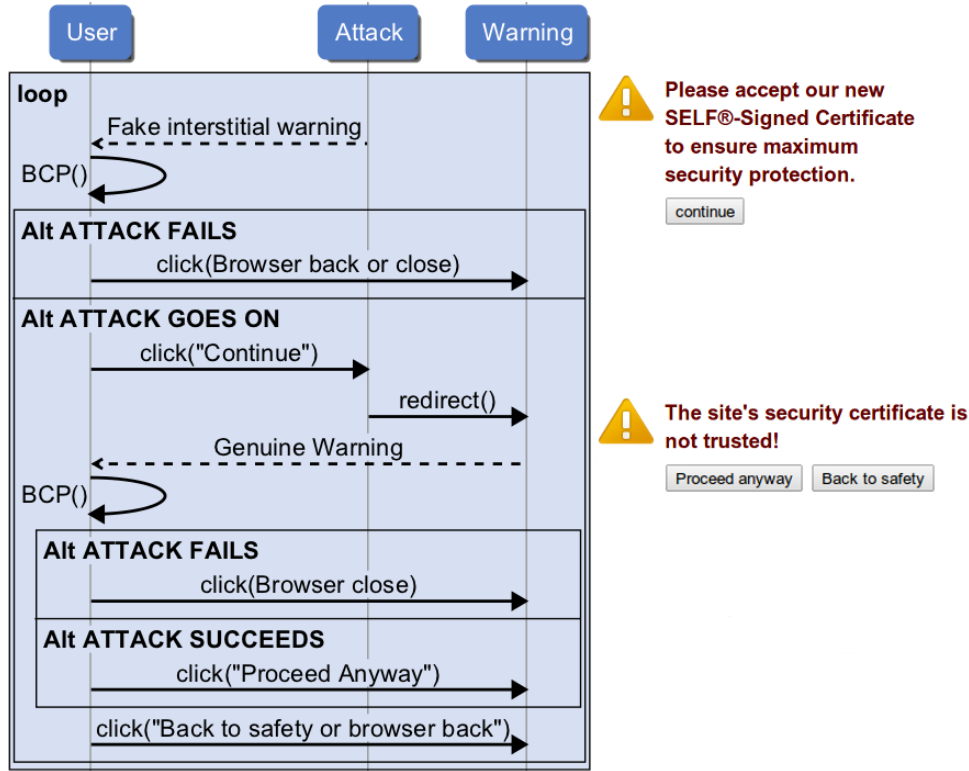 User
Attack
Warning
loop
Fake interstitial warning
BCP()
Alt ATTACK FAILS
click(Browser back or close)
Alt ATTACK GOES ON
click("Continue")
redirect()
Genuine Warning
BCP()
Alt ATTACK FAILS
click(Browser close)
Alt ATTACK SUCCEEDS
click("Proceed Anyway")
click("Back to safety or browser back")
Please accept our new
SELF®-Signed Certificate
to ensure maximum
security protection.
continue
The site's security certificate is
not trusted!
Proceed anyway
Back to safety